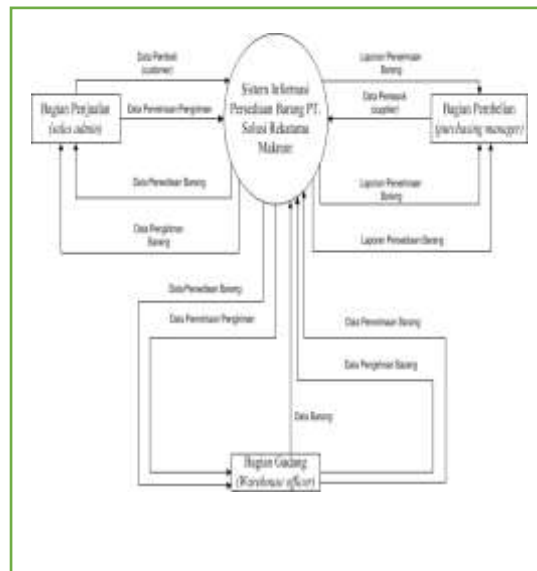 Data Pembeli
(customer)
Laporan Penerimaan
Barang
Sistem Informasi
Persediaan Barang PT.
Solusi Rekatama
Makmur
Bagian Penjualan
(sales admin)
Data Permintaan Pengiriman
Data Pemasok
(supplier)
Bagian Pembelian
(purchasing manager)
Data Persediaan Barang
Laporan Penerimaan
Barang
Data Pengiriman
Barang
Laporan Persediaan Barang
Data Persediaan Barang
Data Permintaan Pengiriman
Data Penerimaan Barang
Data Pengiriman Barang
Data Barang
Bagian Gudang
(Warehouse officer)